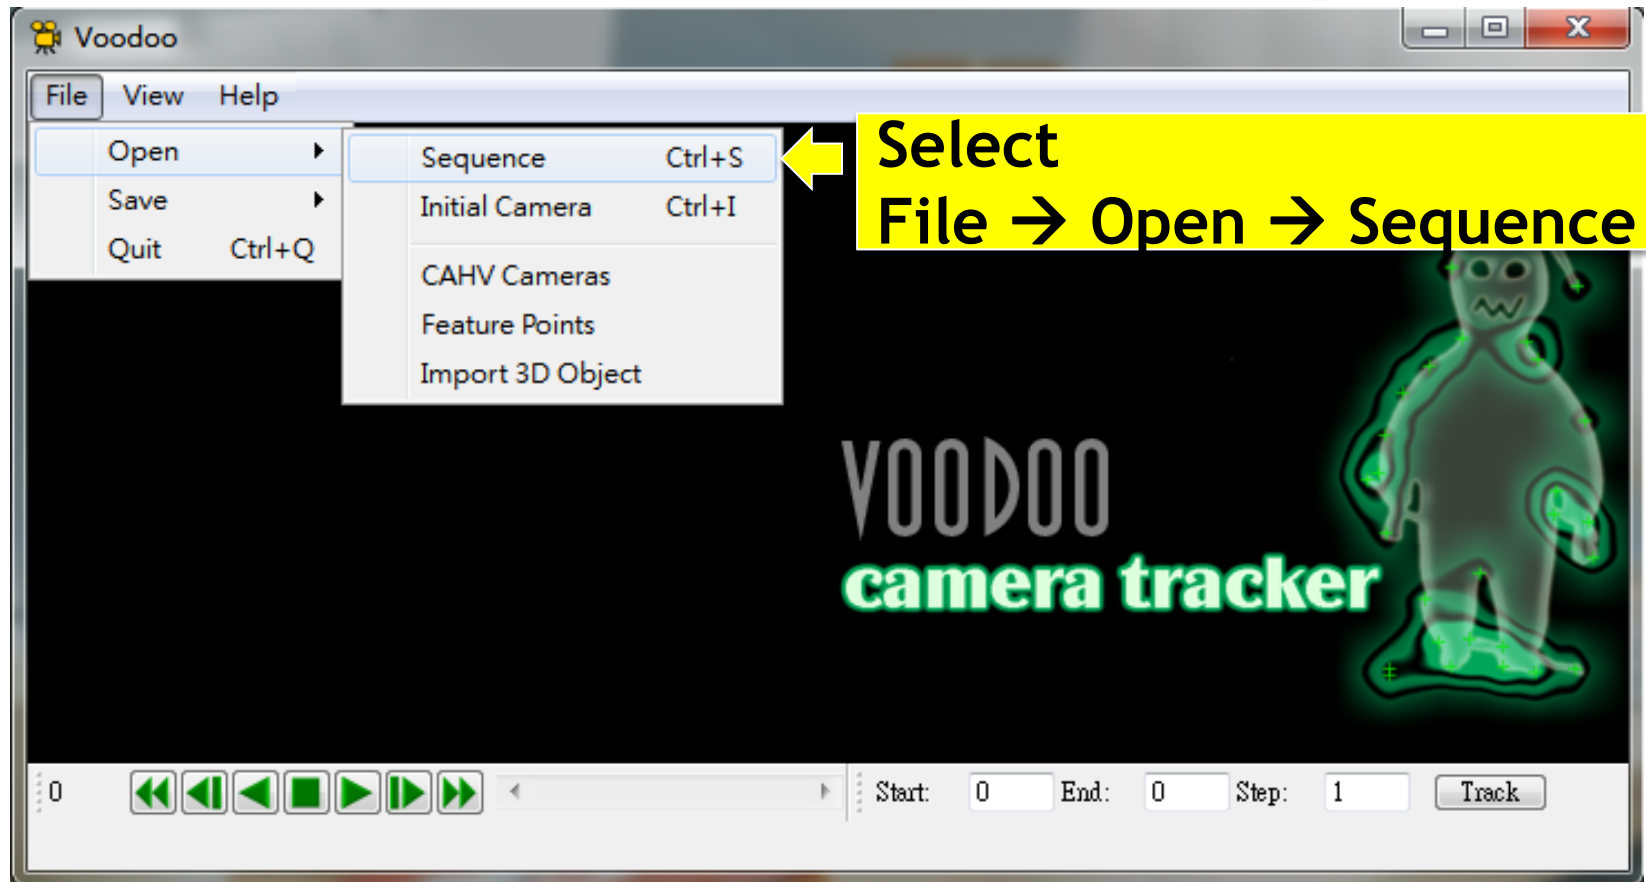 Voodoo
File View Help
Open
Save
Quit Ctrl+Q
Sequence Ctrl+S
Initial Camera Ctrl+I
CAHV Cameras
Feature Points
Import 3D Object
Select
File → Open → Sequence
VOODOO
camera tracker
0 Start: 0 End: 0 Step: 1 Track